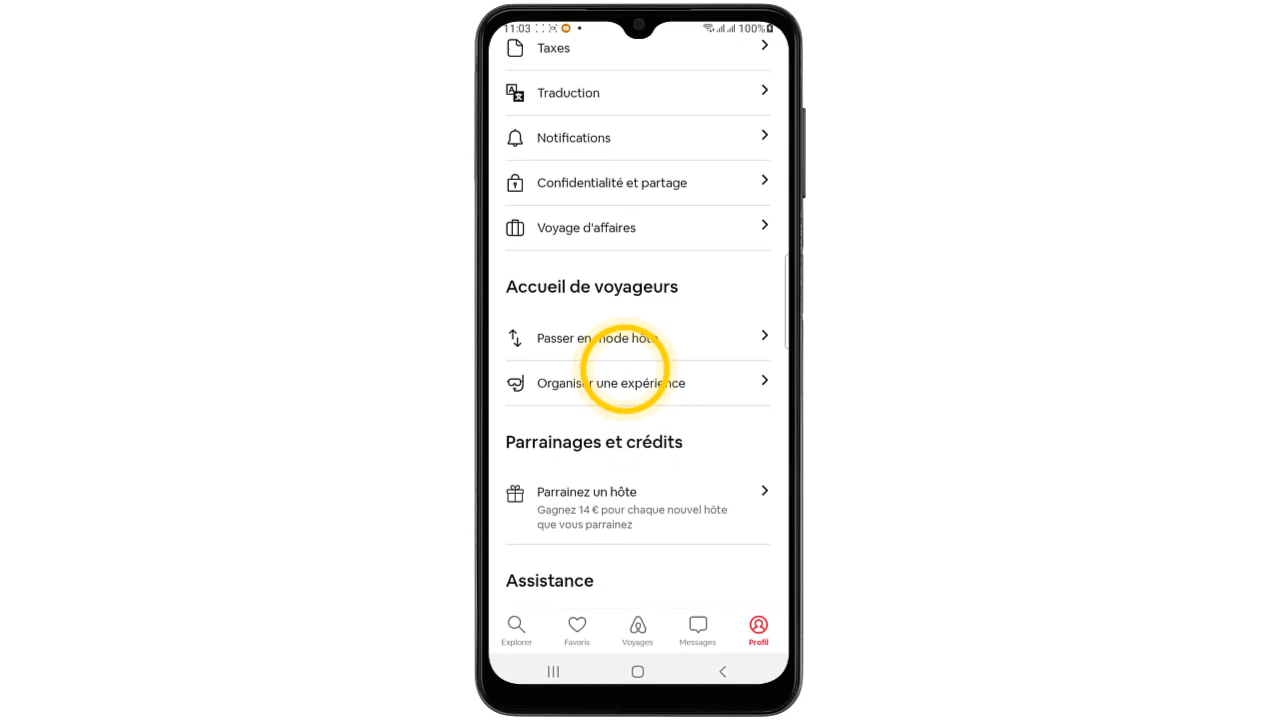 11:03 100%
Taxes
Traduction
Notifications
Confidentialité et partage
Voyage d'affaires
Accueil de voyageurs
Passer en mode hôte
Organiser une expérience
Parrainages et crédits
Parrainez un hôte
Gagnez 14 € pour chaque nouvel hôte
que vous parrainez
Assistance
Explorer Favoris Voyages Messages Profil